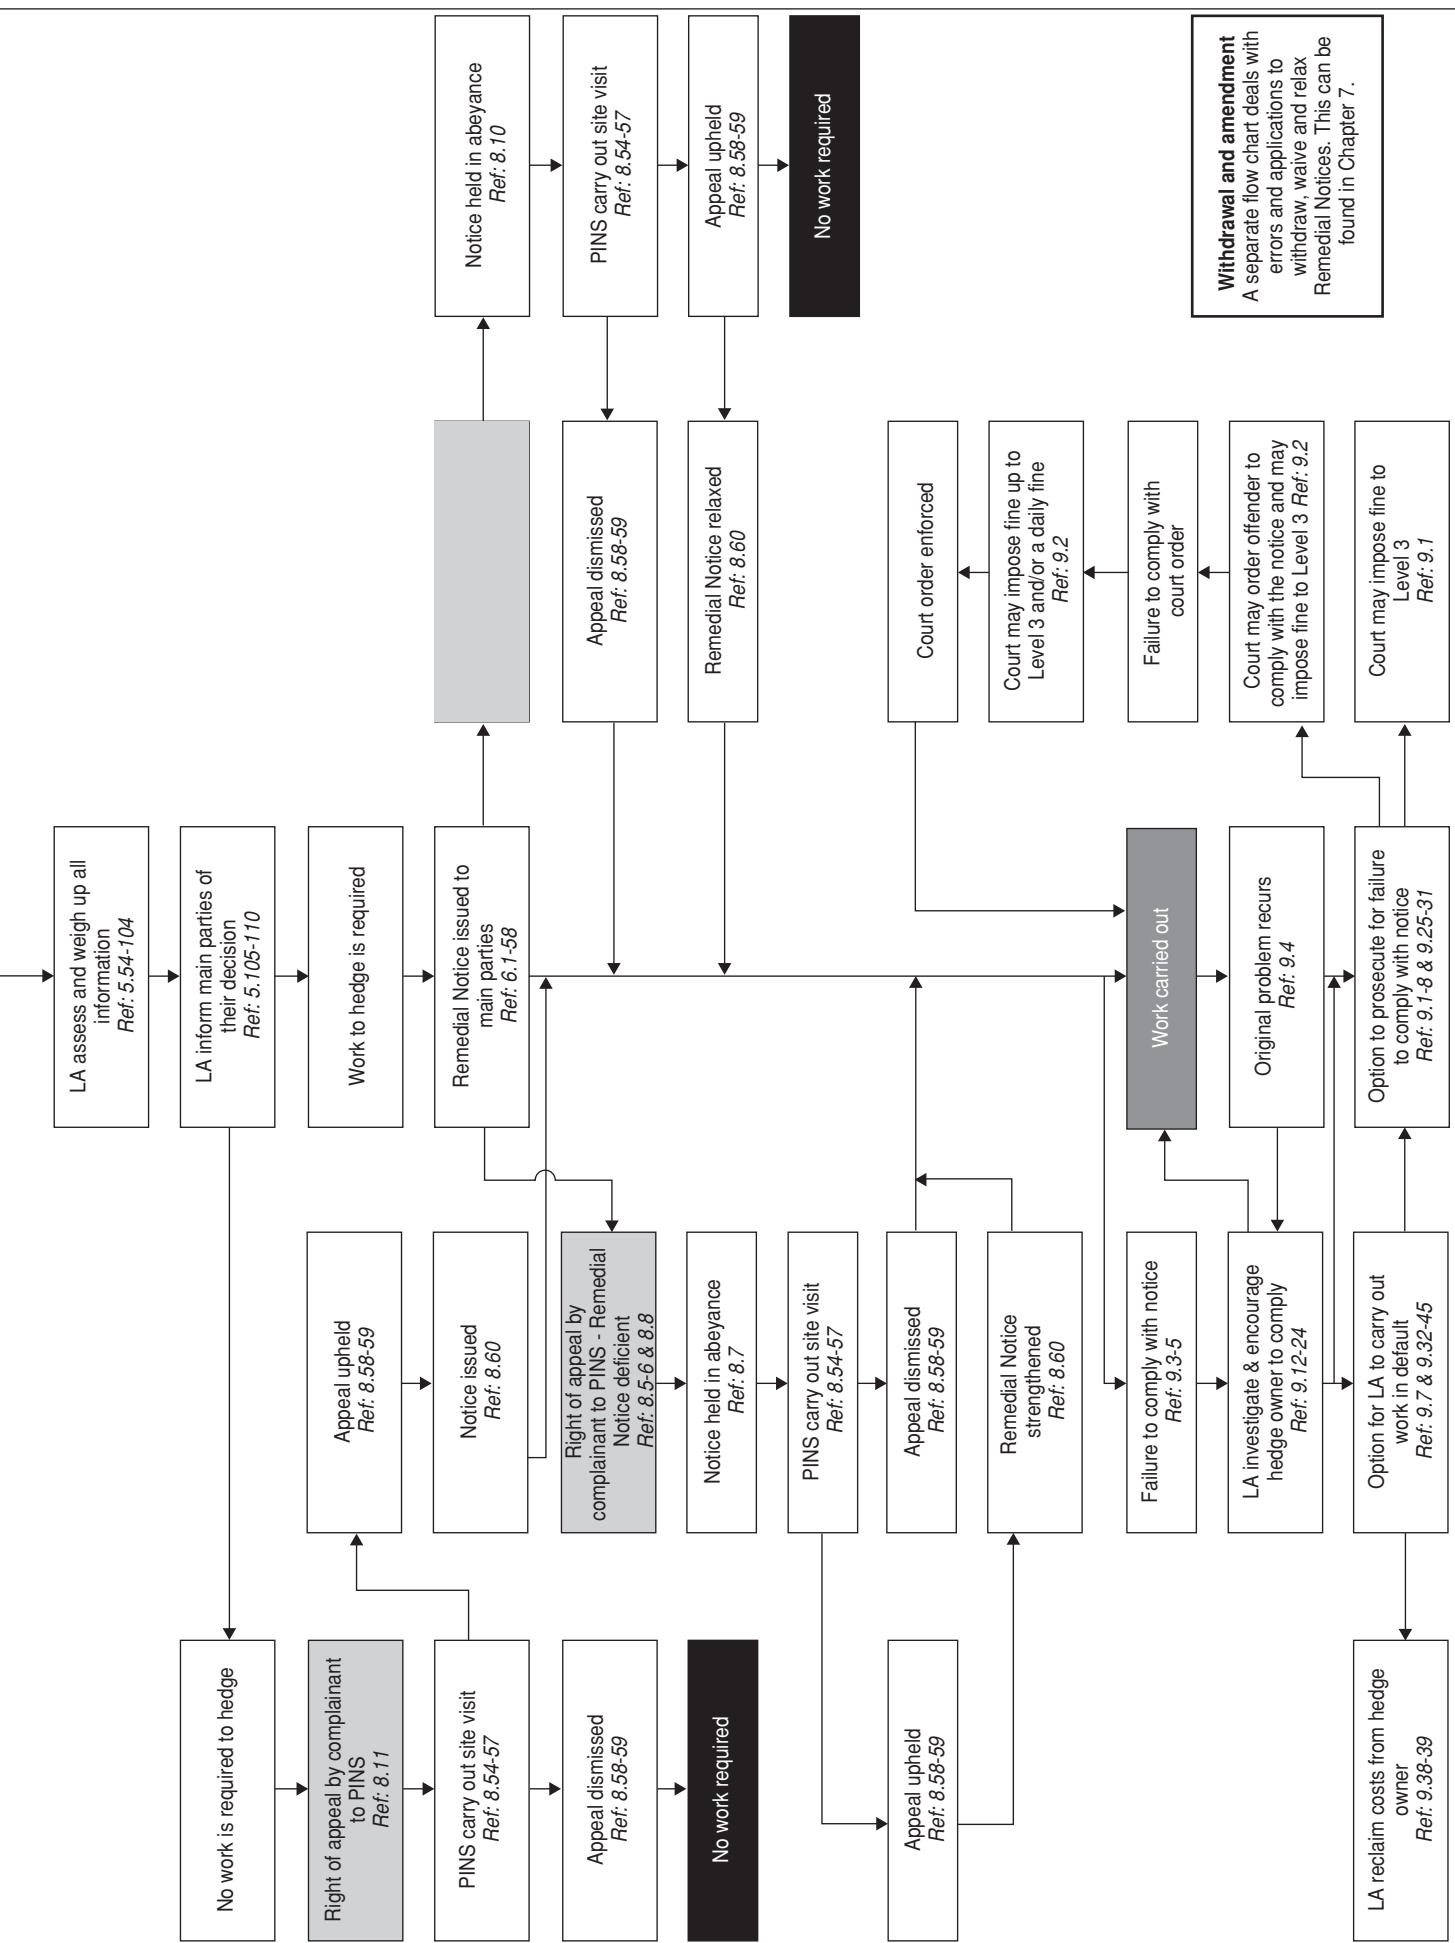 LA assess and weigh up all
information
Ref: 5.54-104
No work is required to hedge
LA inform main parties of
their decision
Ref: 5.105-110
Right of appeal by complainant
to PINS
Ref: 8.11
Appeal upheld
Ref: 8.58-59
Work to hedge is required
PINS carry out site visit
Ref: 8.54-57
Notice issued
Ref: 8.60
Remedial Notice issued to
main parties
Ref: 6.1-58
Notice held in abeyance
Ref: 8.10
Appeal dismissed
Ref: 8.58-59
Right of appeal by
complainant to PINS - Remedial
Notice deficient
Ref: 8.5-6 & 8.8
Appeal dismissed
Ref: 8.58-59
PINS carry out site visit
Ref: 8.54-57
No work required
Notice held in abeyance
Ref: 8.7
Remedial Notice relaxed
Ref: 8.60
Appeal upheld
Ref: 8.58-59
PINS carry out site visit
Ref: 8.54-57
No work required
Appeal upheld
Ref: 8.58-59
Appeal dismissed
Ref: 8.58-59
Court order enforced
Remedial Notice
strengthened
Ref: 8.60
Court may impose fine up to
Level 3 and/or a daily fine
Ref: 9.2
Failure to comply with notice
Ref: 9.3-5
Work carried out
Failure to comply with
court order
LA investigate & encourage
hedge owner to comply
Ref: 9.12-24
Original problem recurs
Ref: 9.4
Court may order offender to
comply with the notice and may
impose fine to Level 3 Ref: 9.2
Withdrawal and amendment
A separate flow chart deals with
errors and applications to
withdraw, waive and relax
Remedial Notices. This can be
found in Chapter 7.
LA reclaim costs from hedge
owner
Ref: 9.38-39
Option for LA to carry out
work in default
Ref: 9.7 & 9.32-45
Option to prosecute for failure
to comply with notice
Ref: 9.1-8 & 9.25-31
Court may impose fine to
Level 3
Ref: 9.1